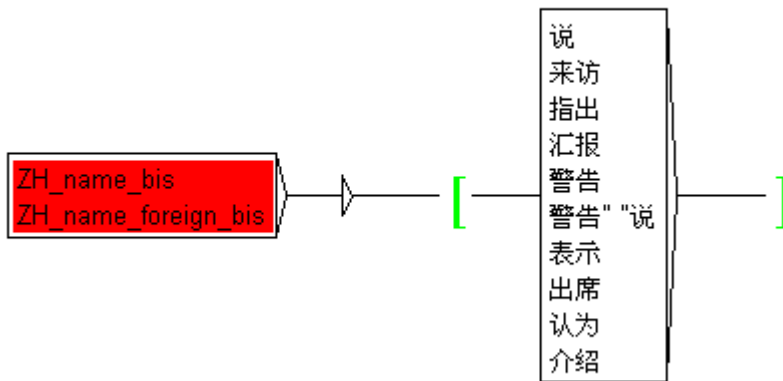 ZH_name_bis
ZH_name_foreign_bis
[
说
来访
指出
汇报
警告
警告" "说
表示
出席
认为
介绍
]